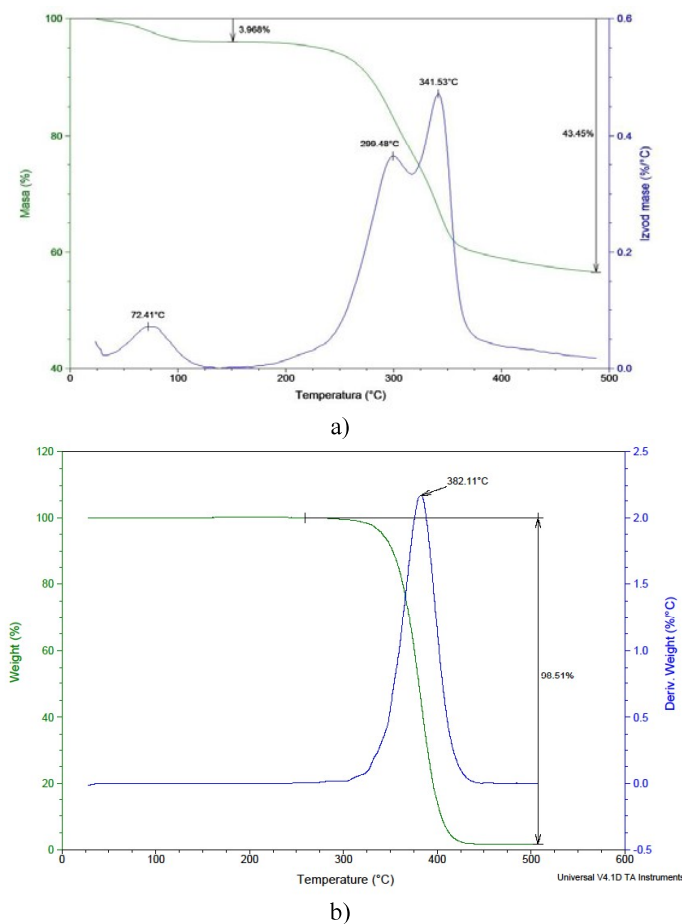 100
0.6
3.968%
341.53°C
80
299.48°C
0.4
43.45%
Masa (%)
Izvod mase (%/°C)
60
0.2
72.41°C
40
0.0
0
100
200
300
400
500
Temperatura (°C)
a)
120
2.5
382.11°C
100
2.0
80
1.5
60
98.51%
Weight (%)
Deriv. Weight (%/°C)
1.0
40
0.5
20
0.0
0
-0.5
0
100
200
300
400
500
600
Temperature (°C)
Universal V4.1D TA Instruments
b)